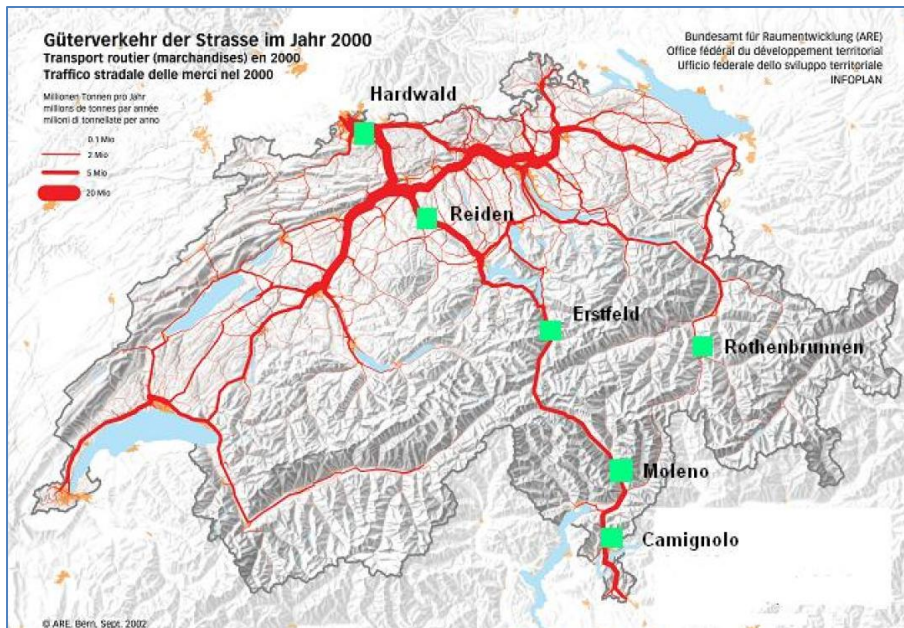 Güterverkehr der Strasse im Jahr 2000
Transport routier (marchandises) en 2000
Traffico stradale delle merci nel 2000
Bundesamt für Raumentwicklung (ARE)
Office fédéral du développement territorial
Ufficio federale dello sviluppo territoriale
INFOPLAN
Millionen Tonnen pro Jahr
millions de tonnes par année
milioni di tonnellate per anno
0.1 Mio
2 Mio
5 Mio
20 Mio
Hardwald
Reiden
Erstfeld
Rothenbrunnen
Moleno
Camignolo
© ARE, Bern, Sept. 2002